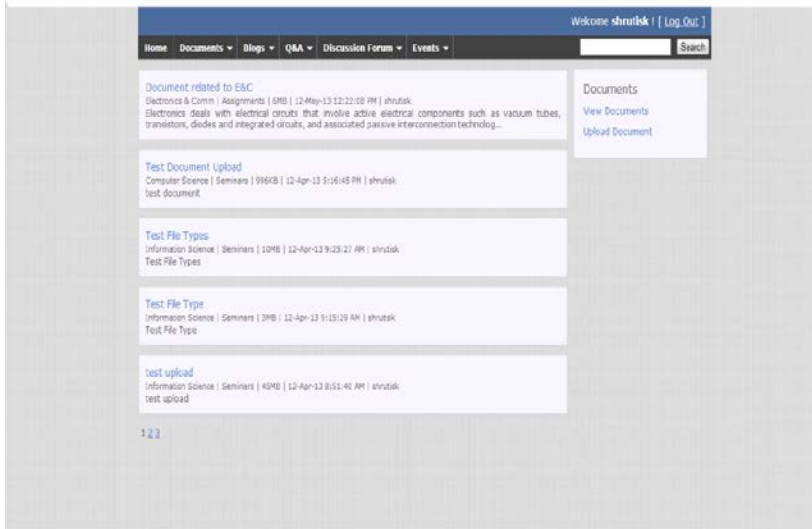 Welcome shrutisk ! [ Log Out ]
Home Documents Blogs Q&A Discussion Forum Events Search
Document related to E&C
Electronics & Comm | Assignments | 6MB | 12-May-13 12:22:08 PM | shrutisk
Electronics deals with electrical circuits that involve active electrical components such as vacuum tubes,
transistors, diodes and integrated circuits, and associated passive interconnection technolog...
Documents
View Documents
Upload Document
Test Document Upload
Computer Science | Seminars | 996KB | 12-Apr-13 5:16:45 PM | shrutisk
test document
Test File Types
Information Science | Seminars | 10MB | 12-Apr-13 9:25:27 AM | shrutisk
Test File Types
Test File Type
Information Science | Seminars | 3MB | 12-Apr-13 9:15:29 AM | shrutisk
Test File Type
test upload
Information Science | Seminars | 45MB | 12-Apr-13 8:51:40 AM | shrutisk
test upload
1 2 3